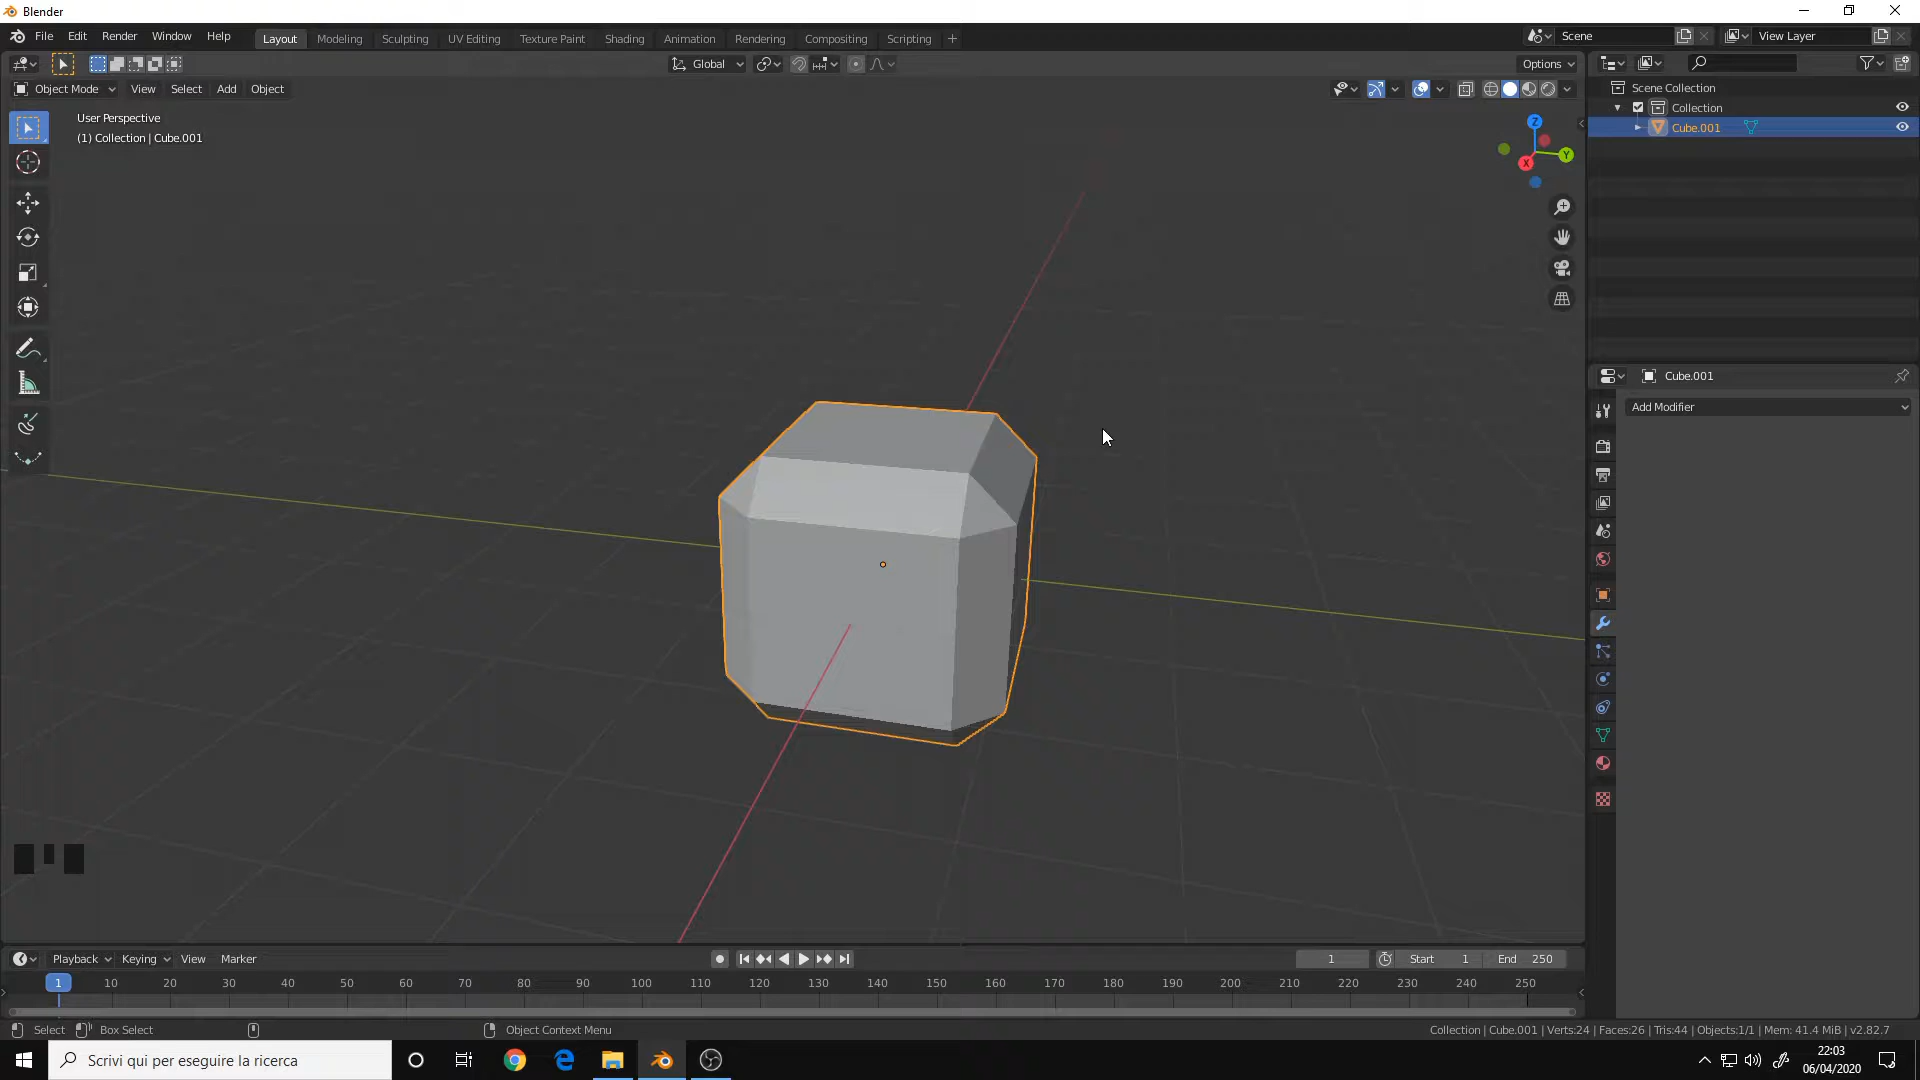 Blender
File Edit Render Window Help Layout Modeling Sculpting UV Editing Texture Paint Shading Animation Rendering Compositing Scripting + Scene View Layer
Global Options
Object Mode View Select Add Object
User Perspective
(1) Collection | Cube.001
Z
Y
X
Scene Collection
Collection
Cube.001
Cube.001
Add Modifier
Playback Keying View Marker 1 Start 1 End 250
1 10 20 30 40 50 60 70 80 90 100 110 120 130 140 150 160 170 180 190 200 210 220 230 240 250
Select Box Select Object Context Menu Collection | Cube.001 | Verts:24 | Faces:26 | Tris:44 | Objects:1/1 | Mem: 41.4 MiB | v2.82.7
Scrivi qui per eseguire la ricerca
22:03
06/04/2020